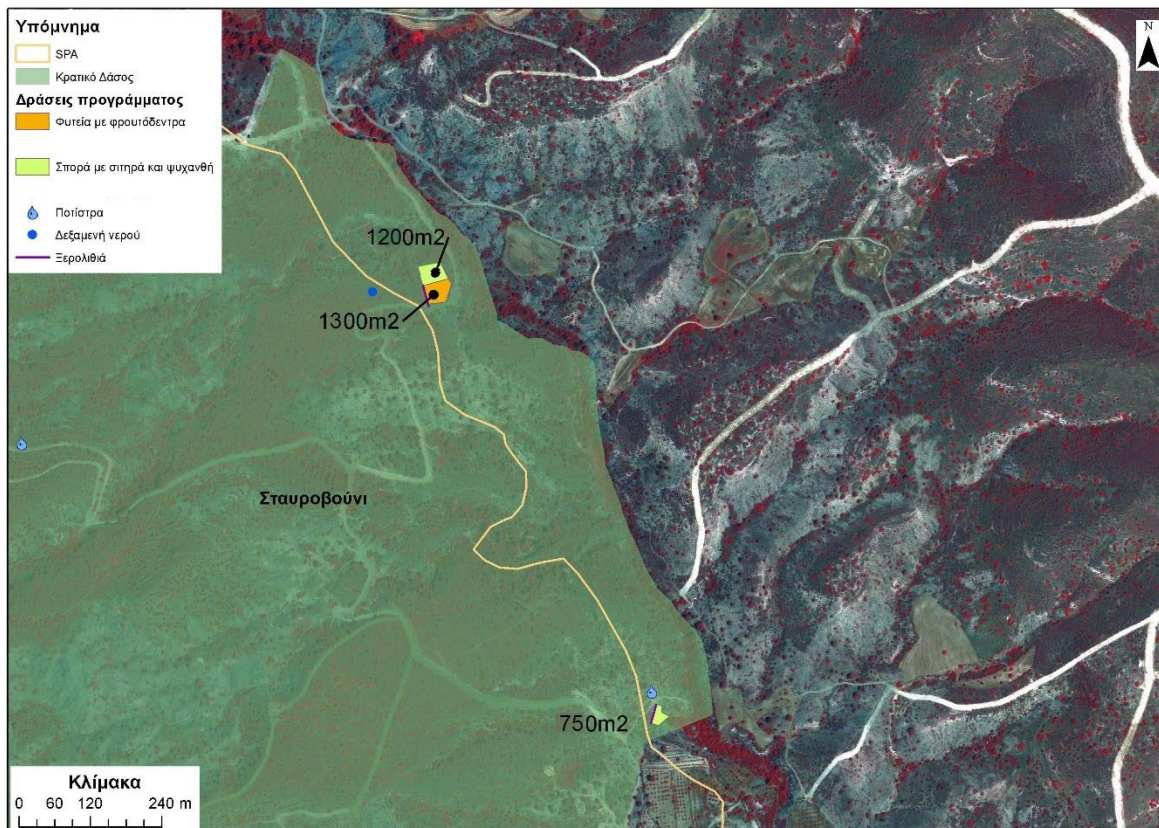 Υπόμνημα
SPA
Κρατικό Δάσος
Δράσεις προγράμματος
Φυτεία με φρουτόδεντρα
Σπορά με σιτηρά και ψυχανθή
Ποτίστρα
Δεξαμενή νερού
Ξερολιθιά
N
1200m2
1300m2
Σταυροβούνι
750m2
Κλίμακα
0 60 120 240 m